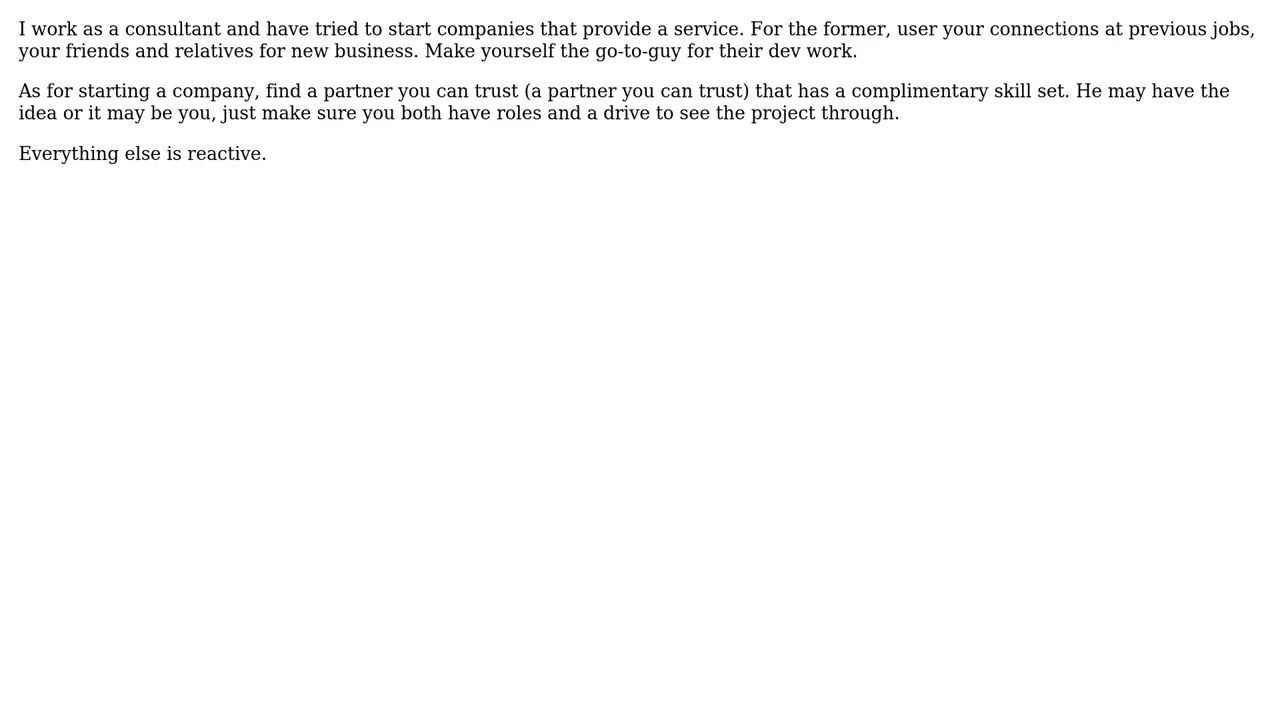 I work as a consultant and have tried to start companies that provide a service. For the former, user your connections at previous jobs,
your friends and relatives for new business. Make yourself the go-to-guy for their dev work.
As for starting a company, find a partner you can trust (a partner you can trust) that has a complimentary skill set. He may have the
idea or it may be you, just make sure you both have roles and a drive to see the project through.
Everything else is reactive.